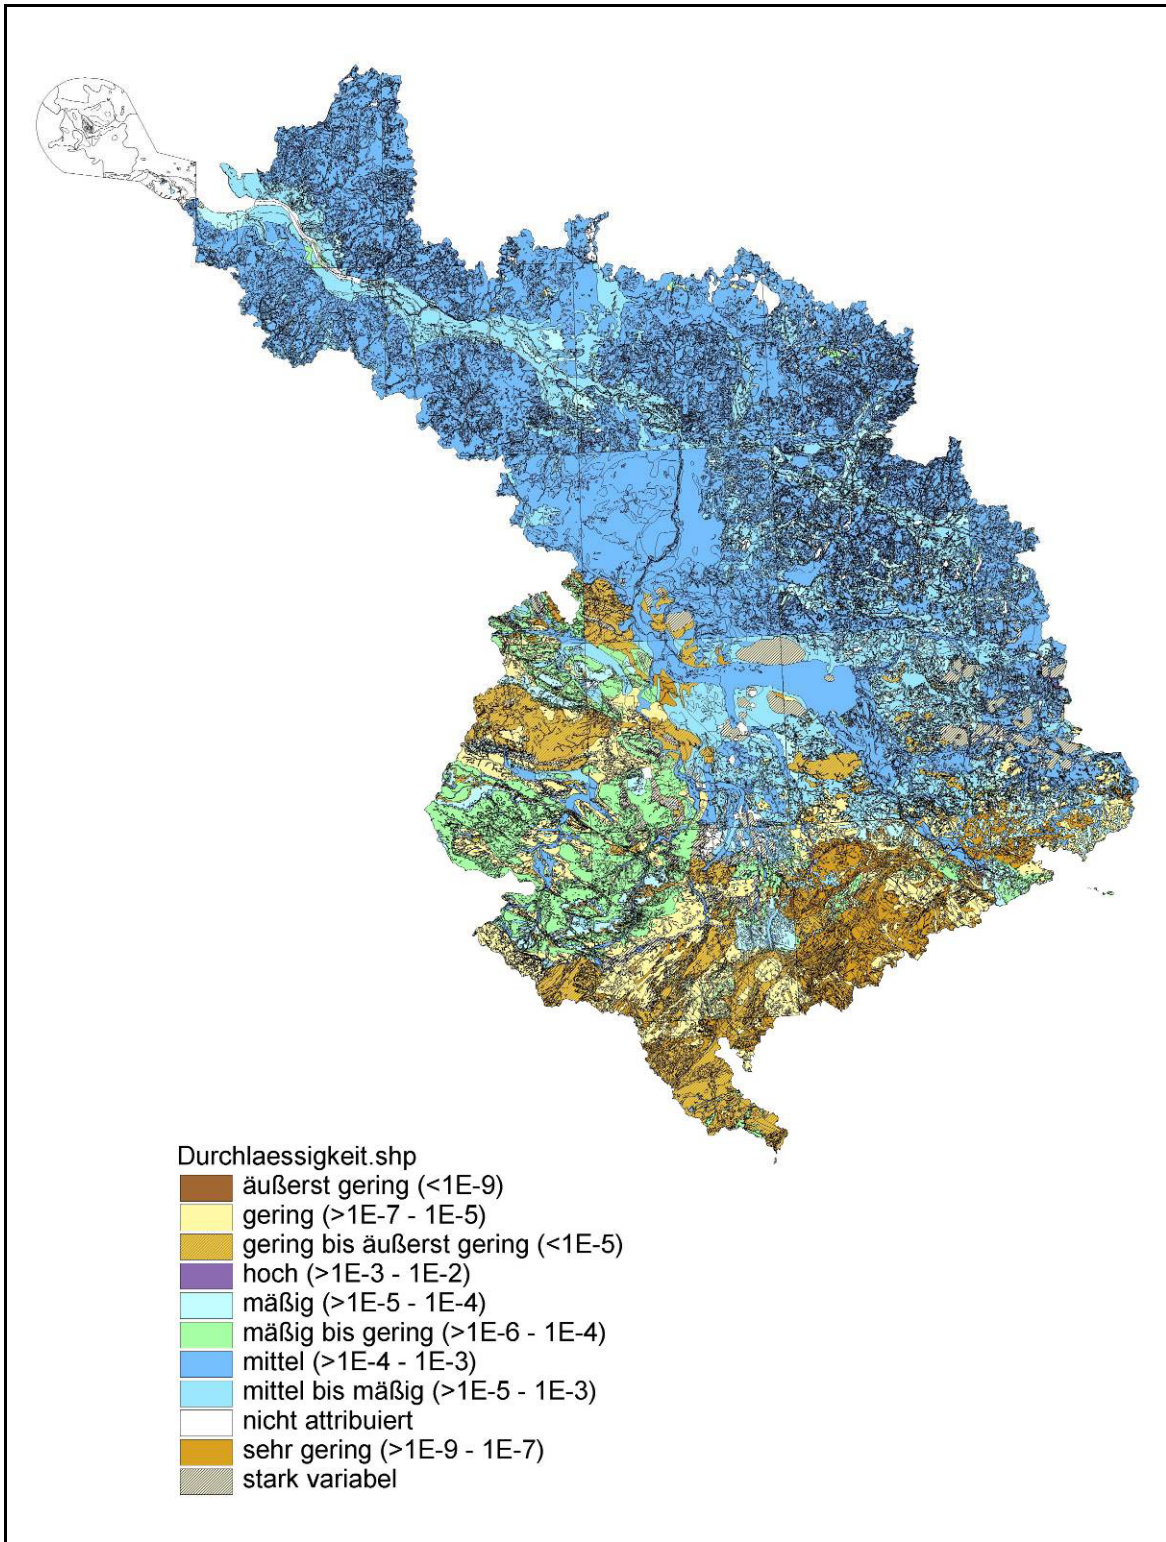 Durchlaessigkeit.shp
äußerst gering (<1E-9)
gering (>1E-7 - 1E-5)
gering bis äußerst gering (<1E-5)
hoch (>1E-3 - 1E-2)
mäßig (>1E-5 - 1E-4)
mäßig bis gering (>1E-6 - 1E-4)
mittel (>1E-4 - 1E-3)
mittel bis mäßig (>1E-5 - 1E-3)
nicht attribuiert
sehr gering (>1E-9 - 1E-7)
stark variabel